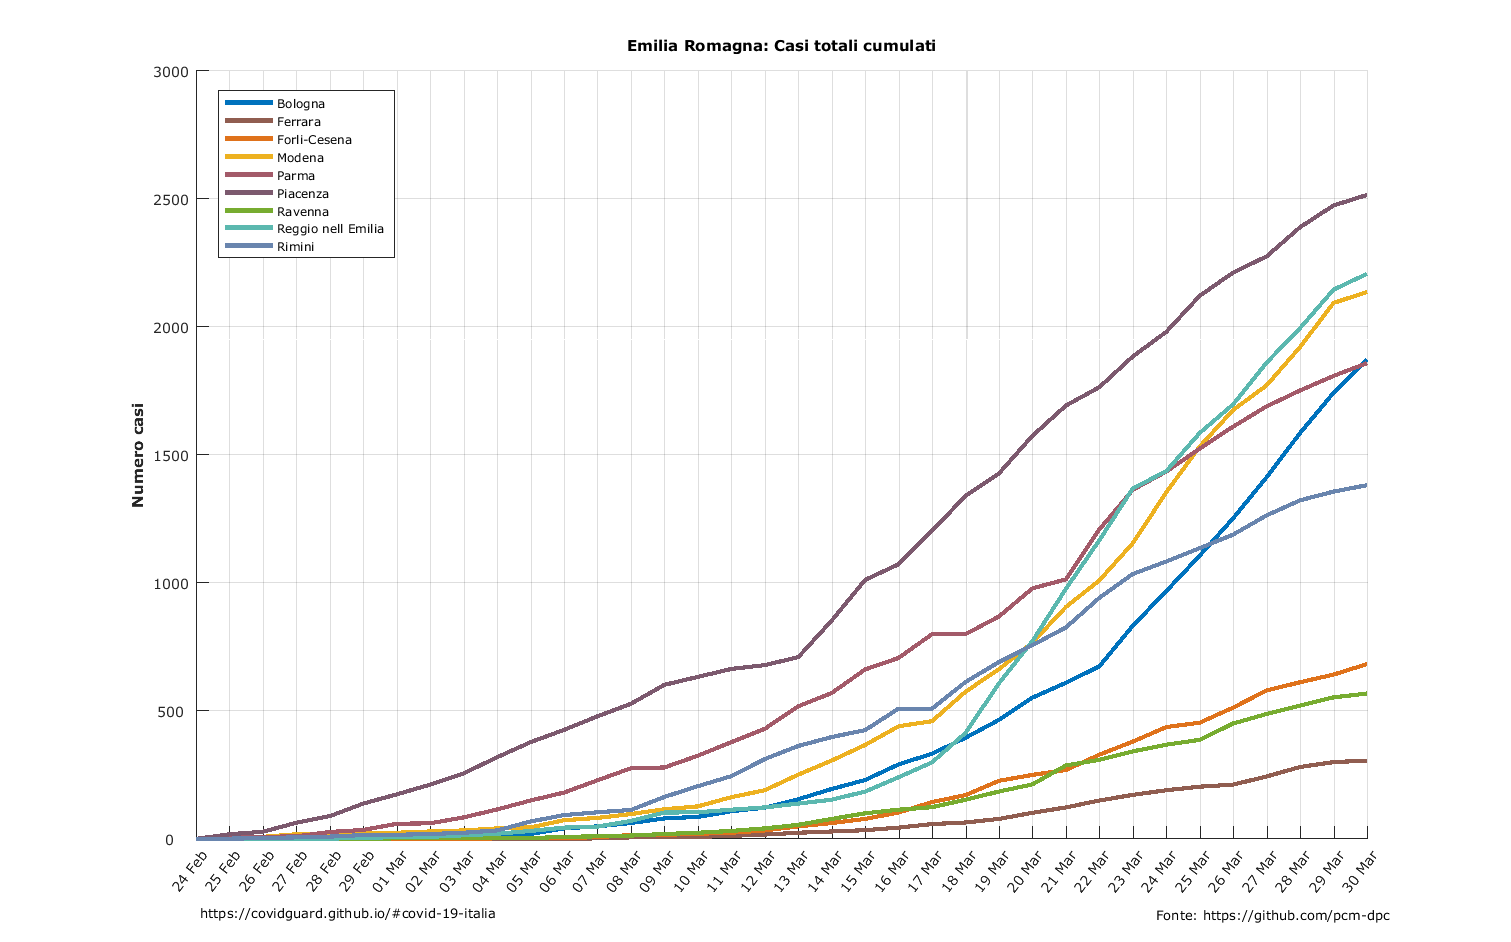 Emilia Romagna: Casi totali cumulati
3000
2500
2000
1500
1000
500
0
Numero casi
Bologna
Ferrara
Forli-Cesena
Modena
Parma
Piacenza
Ravenna
Reggio nell Emilia
Rimini
24 Feb
25 Feb
26 Feb
27 Feb
28 Feb
29 Feb
01 Mar
02 Mar
03 Mar
04 Mar
05 Mar
06 Mar
07 Mar
08 Mar
09 Mar
10 Mar
11 Mar
12 Mar
13 Mar
14 Mar
15 Mar
16 Mar
17 Mar
18 Mar
19 Mar
20 Mar
21 Mar
22 Mar
23 Mar
24 Mar
25 Mar
26 Mar
27 Mar
28 Mar
29 Mar
30 Mar
https://covidguard.github.io/#covid-19-italia
Fonte: https://github.com/pcm-dpc